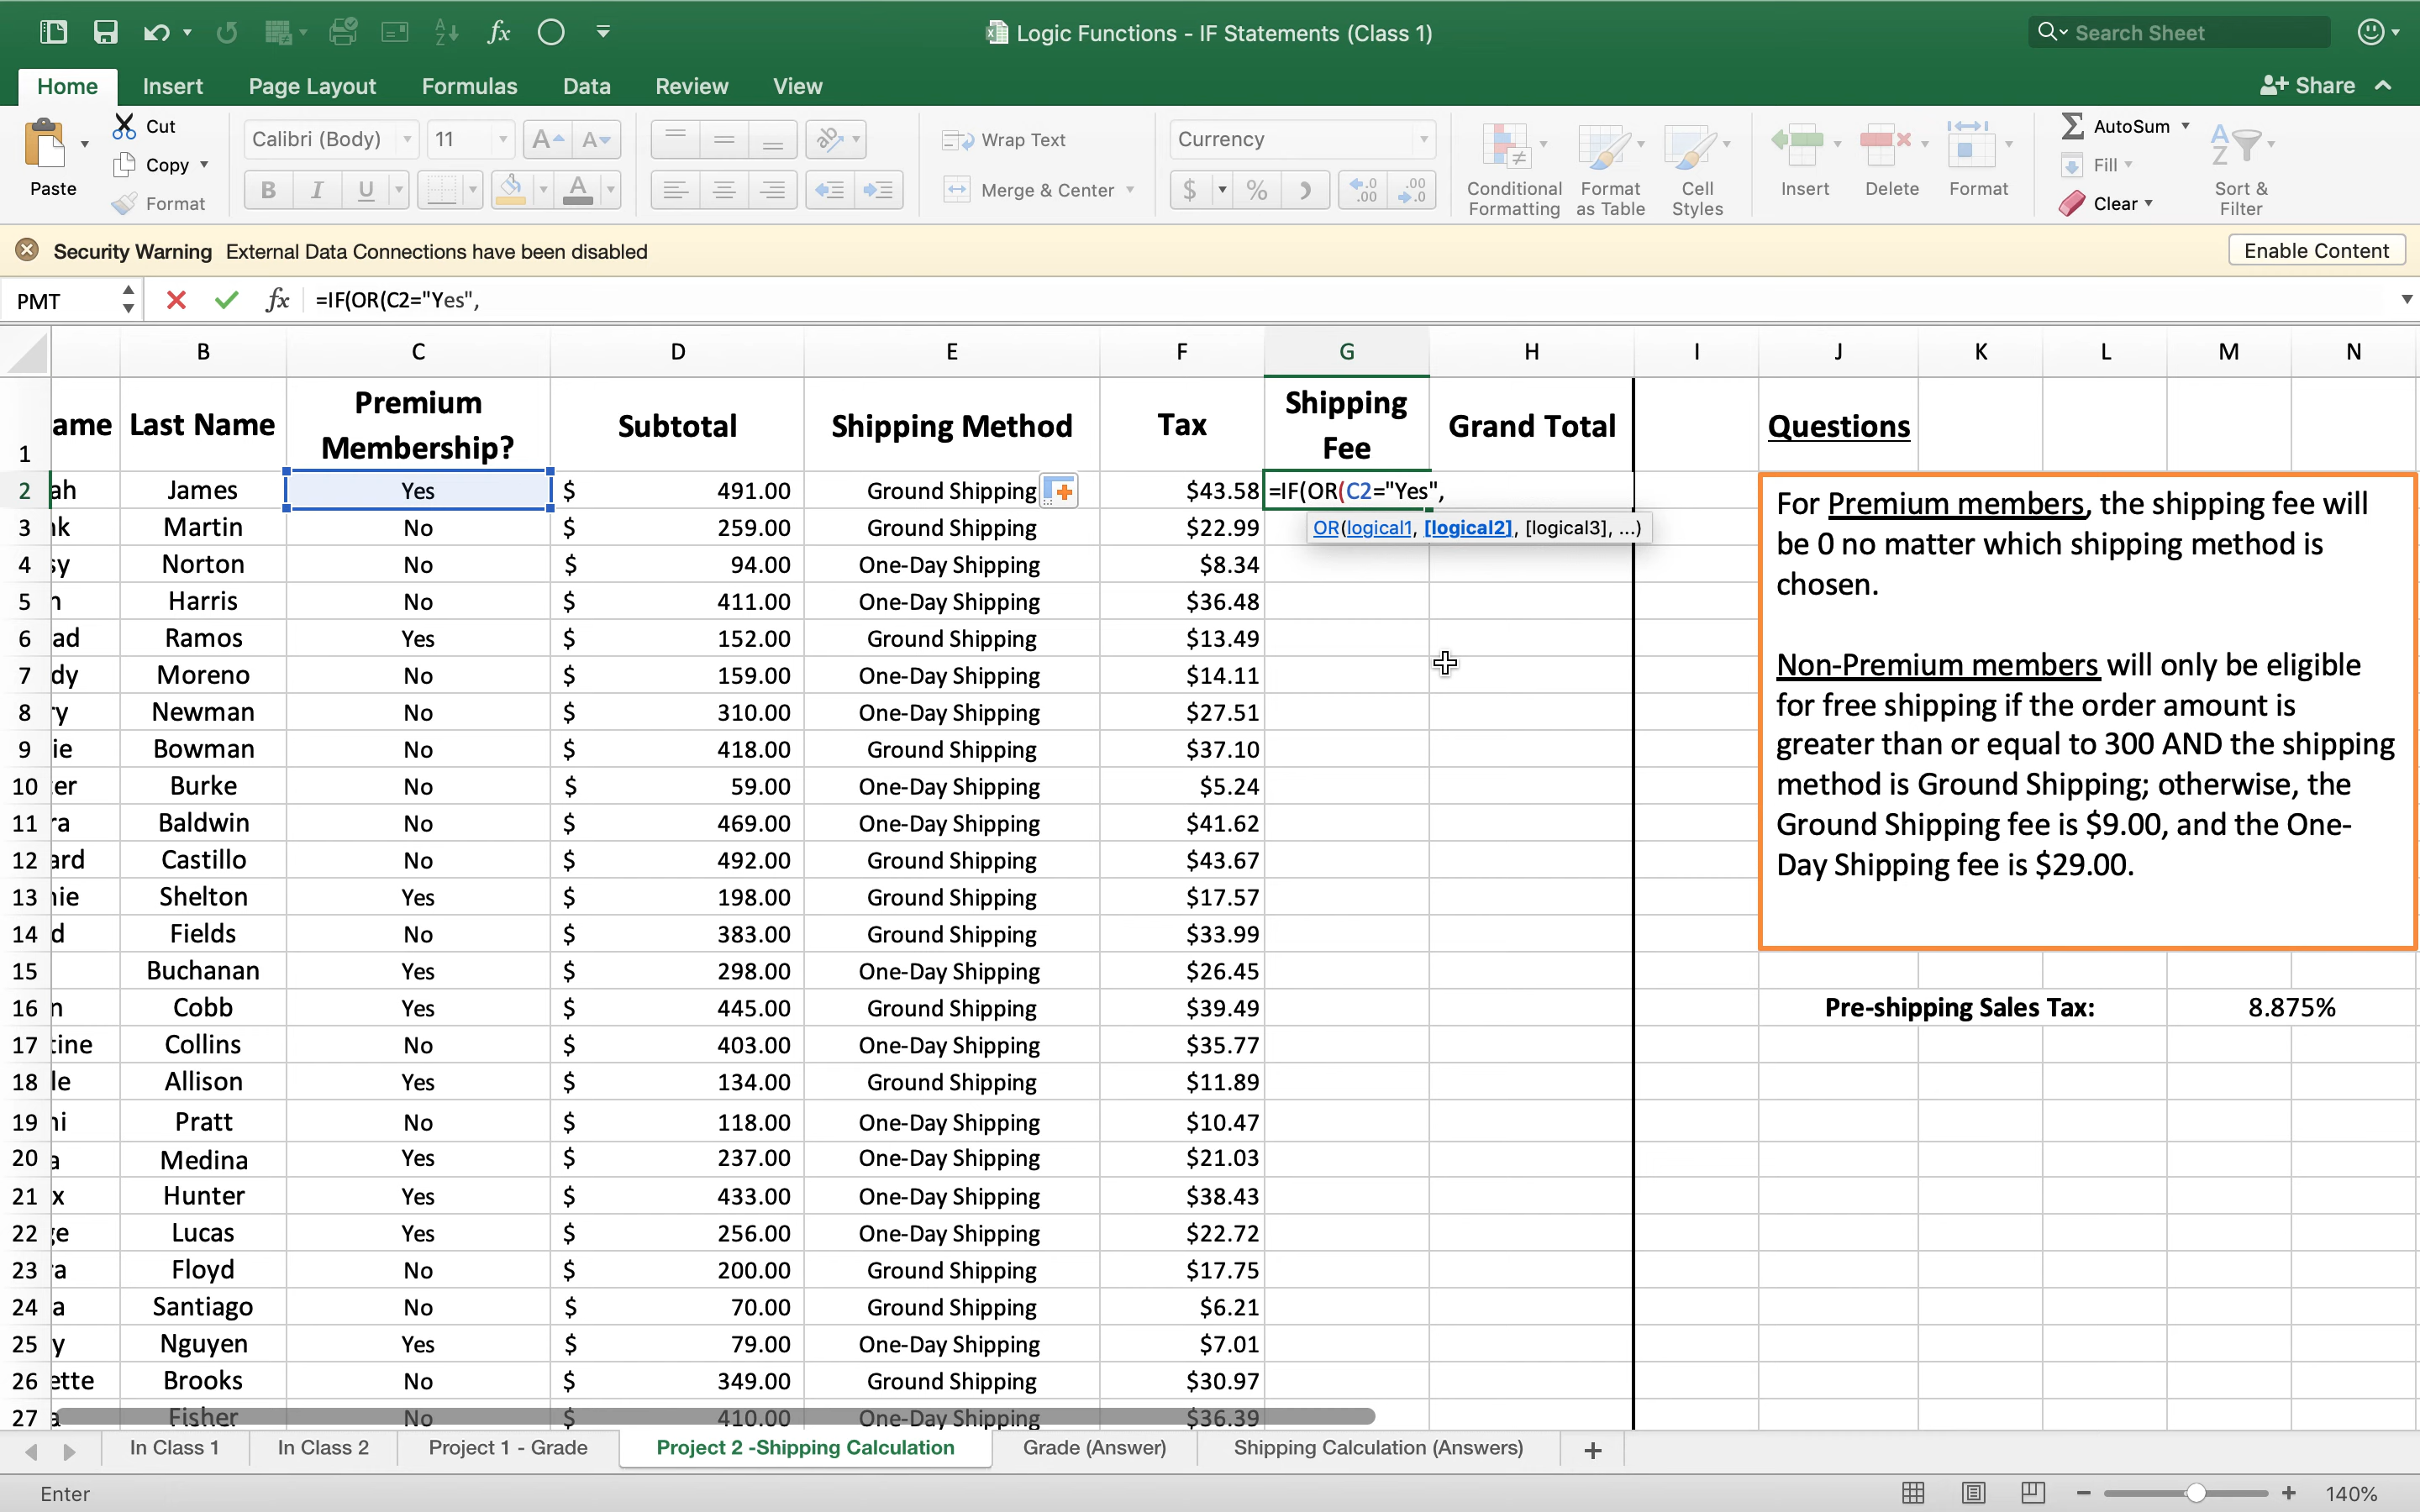 Logic Functions - IF Statements (Class 1)
Search Sheet
Home Insert Page Layout Formulas Data Review View
Share
Paste
Cut
Copy
Format
Calibri (Body) 11
Wrap Text
Merge & Center
Currency
Conditional Formatting
Format as Table
Cell Styles
Insert
Delete
Format
AutoSum
Fill
Clear
Sort & Filter
Security Warning External Data Connections have been disabled
Enable Content
PMT fx =IF(OR(C2="Yes",
B C D E F G H I J K L M N
1 ame Last Name Premium Membership? Subtotal Shipping Method Tax Shipping Fee Grand Total Questions
2 ah James Yes $ 491.00 Ground Shipping $43.58 =IF(OR(C2="Yes",
OR(logical1, [logical2], [logical3], ...)
3 nk Martin No $ 259.00 Ground Shipping $22.99
4 sy Norton No $ 94.00 One-Day Shipping $8.34
5 n Harris No $ 411.00 One-Day Shipping $36.48
6 ad Ramos Yes $ 152.00 Ground Shipping $13.49
7 dy Moreno No $ 159.00 One-Day Shipping $14.11
8 ry Newman No $ 310.00 One-Day Shipping $27.51
9 ie Bowman No $ 418.00 Ground Shipping $37.10
10 er Burke No $ 59.00 One-Day Shipping $5.24
11 ra Baldwin No $ 469.00 One-Day Shipping $41.62
12 ard Castillo No $ 492.00 Ground Shipping $43.67
13 nie Shelton Yes $ 198.00 Ground Shipping $17.57
14 d Fields No $ 383.00 Ground Shipping $33.99
15 Buchanan Yes $ 298.00 One-Day Shipping $26.45
16 n Cobb Yes $ 445.00 Ground Shipping $39.49
17 tine Collins No $ 403.00 One-Day Shipping $35.77
18 le Allison Yes $ 134.00 Ground Shipping $11.89
19 ni Pratt No $ 118.00 One-Day Shipping $10.47
20 a Medina Yes $ 237.00 One-Day Shipping $21.03
21 x Hunter Yes $ 433.00 One-Day Shipping $38.43
22 ge Lucas Yes $ 256.00 One-Day Shipping $22.72
23 ra Floyd No $ 200.00 Ground Shipping $17.75
24 a Santiago No $ 70.00 Ground Shipping $6.21
25 y Nguyen Yes $ 79.00 One-Day Shipping $7.01
26 ette Brooks No $ 349.00 Ground Shipping $30.97
27 a Fisher No $ 410.00 One-Day Shipping $36.39
For Premium members, the shipping fee will
be 0 no matter which shipping method is
chosen.
Non-Premium members will only be eligible
for free shipping if the order amount is
greater than or equal to 300 AND the shipping
method is Ground Shipping; otherwise, the
Ground Shipping fee is $9.00, and the One-
Day Shipping fee is $29.00.
Pre-shipping Sales Tax: 8.875%
In Class 1 In Class 2 Project 1 - Grade Project 2 -Shipping Calculation Grade (Answer) Shipping Calculation (Answers) +
Enter 140%